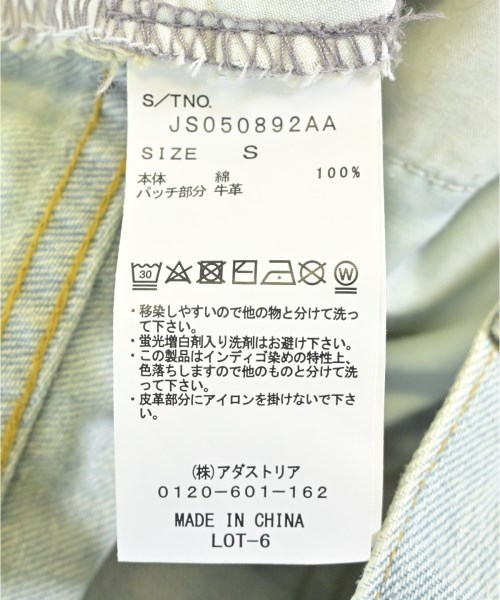 S/TNO.
JS050892AA
SIZE S
本体 綿 100%
パッチ部分 牛革
30 W
・移染しやすいので他の物と分けて洗っ
て下さい。
・蛍光増白剤入り洗剤はお避け下さい。
・この製品はインディゴ染めの特性上、
色落ちしますので他のものと分けて洗
って下さい。
・皮革部分にアイロンを掛けないで下さ
い。
(株)アダストリア
0120-601-162
MADE IN CHINA
LOT-6